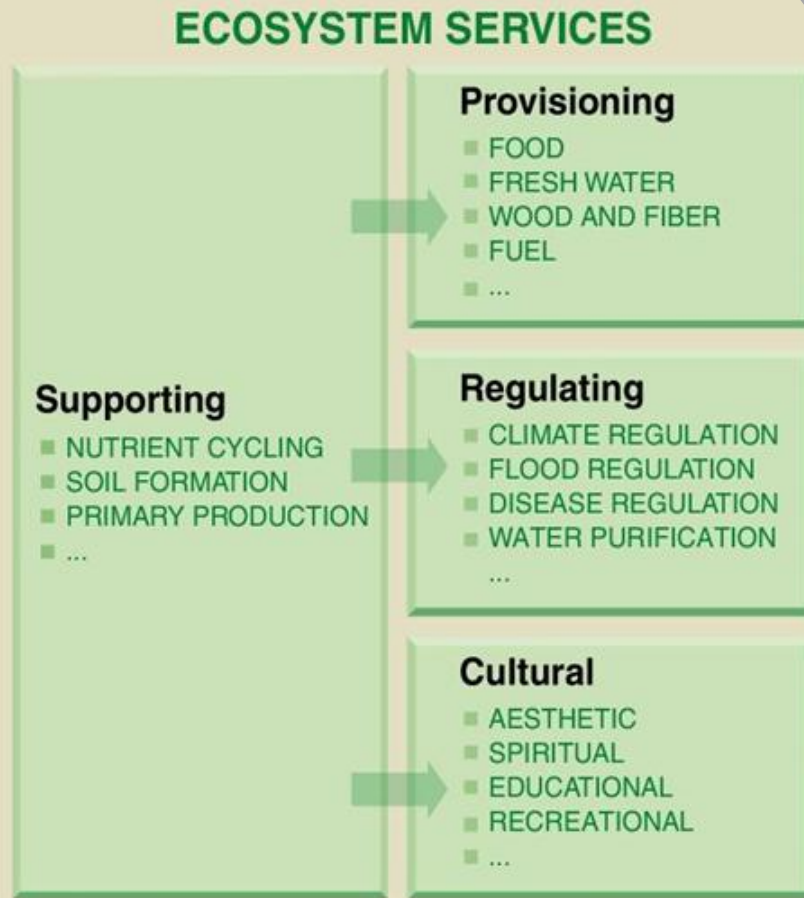 ECOSYSTEM SERVICES
Supporting
NUTRIENT CYCLING
SOIL FORMATION
PRIMARY PRODUCTION
...
Provisioning
FOOD
FRESH WATER
WOOD AND FIBER
FUEL
...
Regulating
CLIMATE REGULATION
FLOOD REGULATION
DISEASE REGULATION
WATER PURIFICATION
...
Cultural
AESTHETIC
SPIRITUAL
EDUCATIONAL
RECREATIONAL
...